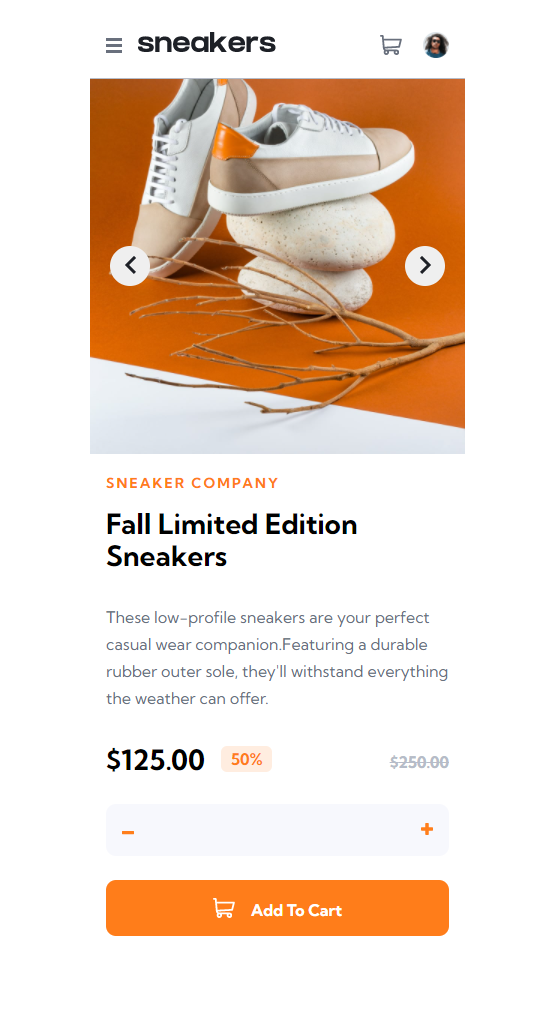 sneakers
SNEAKER COMPANY
Fall Limited Edition
Sneakers
These low-profile sneakers are your perfect
casual wear companion.Featuring a durable
rubber outer sole, they'll withstand everything
the weather can offer.
$125.00 50% $250.00
Add To Cart